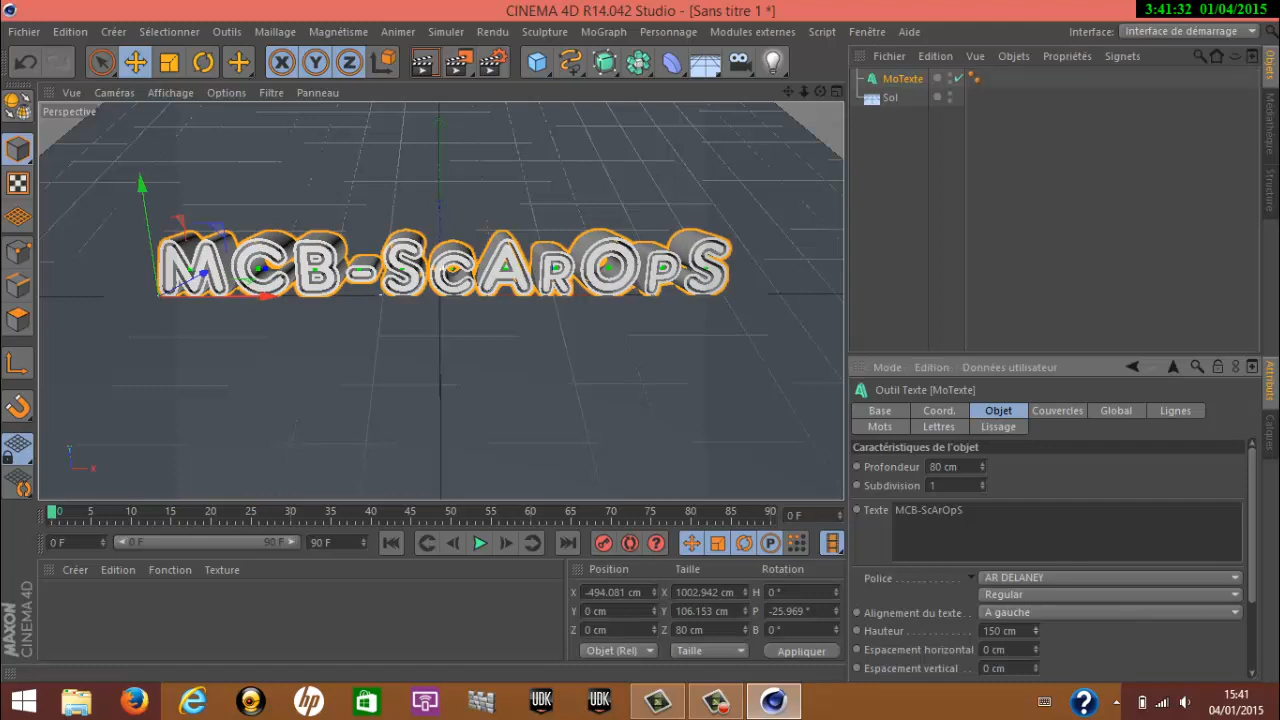 CINEMA 4D R14.042 Studio - [Sans titre 1 *]
3:41:32 01/04/2015
Fichier Edition Créer Sélectionner Outils Maillage Magnétisme Animer Simuler Rendu Sculpture MoGraph Personnage Modules externes Script Fenêtre Aide Interface: Interface de démarrage
X Y Z
Fichier Edition Vue Objets Propriétés Signets
MoTexte
Sol
Objets
Médiathèque
Structure
Vue Caméras Affichage Options Filtre Panneau
Perspective
MCB-ScArOpS
Y
X
Mode Edition Données utilisateur
Outil Texte [MoTexte]
Base Coord. Objet Couvercles Global Lignes
Mots Lettres Lissage
Attributs
Calques
Caractéristiques de l'objet
Profondeur 80 cm
Subdivision 1
Texte MCB-ScArOpS
Police AR DELANEY
Regular
Alignement du texte A gauche
Hauteur 150 cm
Espacement horizontal 0 cm
Espacement vertical 0 cm
0 5 10 15 20 25 30 35 40 45 50 55 60 65 70 75 80 85 90 0 F
0 F 0 F 90 F 90 F
P
Créer Edition Fonction Texture
Position Taille Rotation
X -494.081 cm X 1002.942 cm H 0 °
Y 0 cm Y 106.153 cm P -25.969 °
Z 0 cm Z 80 cm B 0 °
Objet (Rel) Taille Appliquer
MAXON
CINEMA 4D
hp UDK UDK
15:41
04/01/2015